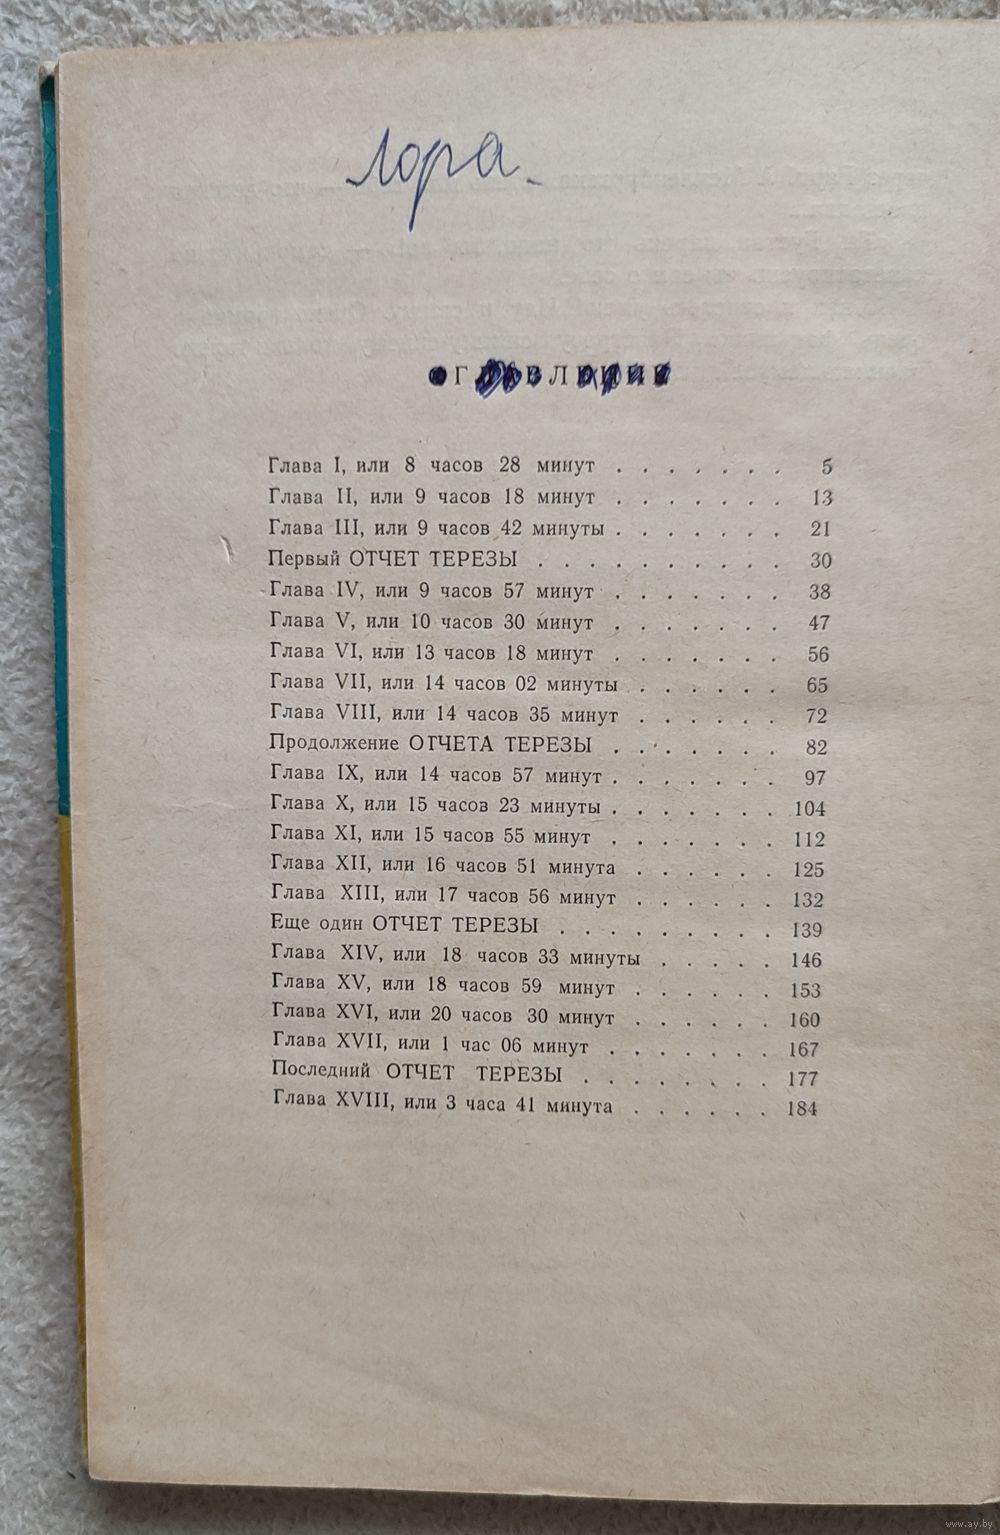 Лора.
ОГЛАВЛЕНИЕ
Глава I, или 8 часов 28 минут . . . . . . . 5
Глава II, или 9 часов 18 минут . . . . . . . 13
Глава III, или 9 часов 42 минуты . . . . . . . 21
Первый ОТЧЕТ ТЕРЕЗЫ . . . . . . . . . . 30
Глава IV, или 9 часов 57 минут . . . . . . . 38
Глава V, или 10 часов 30 минут . . . . . . . 47
Глава VI, или 13 часов 18 минут . . . . . . . 56
Глава VII, или 14 часов 02 минуты . . . . . . 65
Глава VIII, или 14 часов 35 минут . . . . . . 72
Продолжение ОТЧЕТА ТЕРЕЗЫ . . . . . . . 82
Глава IX, или 14 часов 57 минут . . . . . . . 97
Глава X, или 15 часов 23 минуты . . . . . . . 104
Глава XI, или 15 часов 55 минут . . . . . . . 112
Глава XII, или 16 часов 51 минута . . . . . . 125
Глава XIII, или 17 часов 56 минут . . . . . . 132
Еще один ОТЧЕТ ТЕРЕЗЫ . . . . . . . . . 139
Глава XIV, или 18 часов 33 минуты . . . . . 146
Глава XV, или 18 часов 59 минут . . . . . . 153
Глава XVI, или 20 часов 30 минут . . . . . . 160
Глава XVII, или 1 час 06 минут . . . . . . . 167
Последний ОТЧЕТ ТЕРЕЗЫ . . . . . . . . 177
Глава XVIII, или 3 часа 41 минута . . . . . . 184
www.ay.by